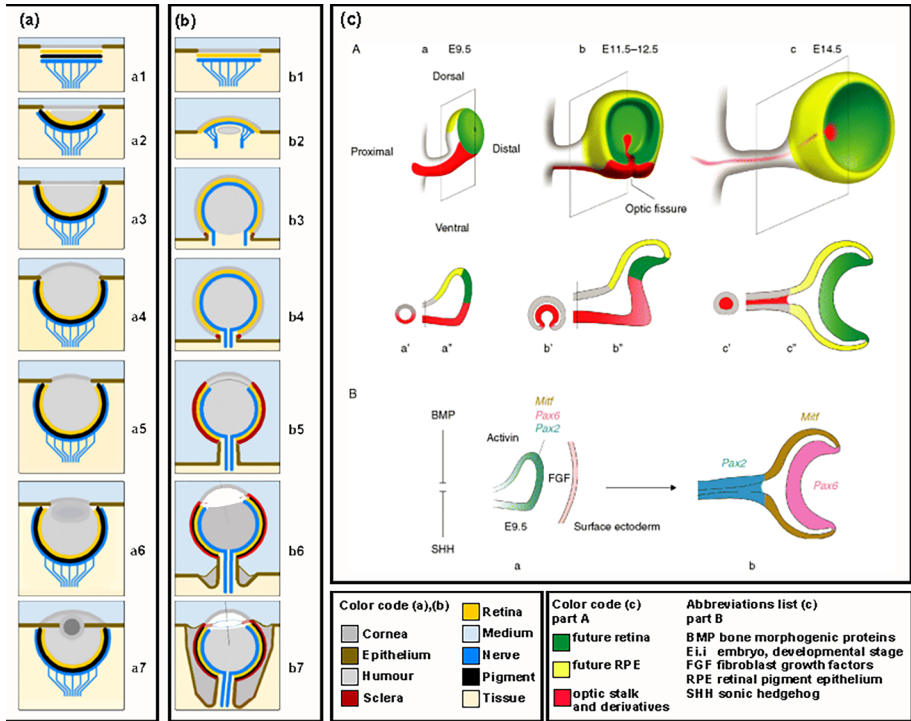 (a)
a1
a2
a3
a4
a5
a6
a7
(b)
b1
b2
b3
b4
b5
b6
b7
(c)
A
a E9.5
b E11.5–12.5
c E14.5
Dorsal
Proximal
Distal
Ventral
Optic fissure
a' a"
b' b"
c' c"
B
BMP
SHH
Mitf
Pax6
Pax2
Activin
FGF
E9.5
Surface ectoderm
a
Mitf
Pax2
Pax6
b
Color code (a),(b)
Cornea
Epithelium
Humour
Sclera
Retina
Medium
Nerve
Pigment
Tissue
Color code (c)
part A
future retina
future RPE
optic stalk
and derivatives
Abbreviations list (c)
part B
BMP bone morphogenic proteins
Ei.i embryo, developmental stage
FGF fibroblast growth factors
RPE retinal pigment epithelium
SHH sonic hedgehog